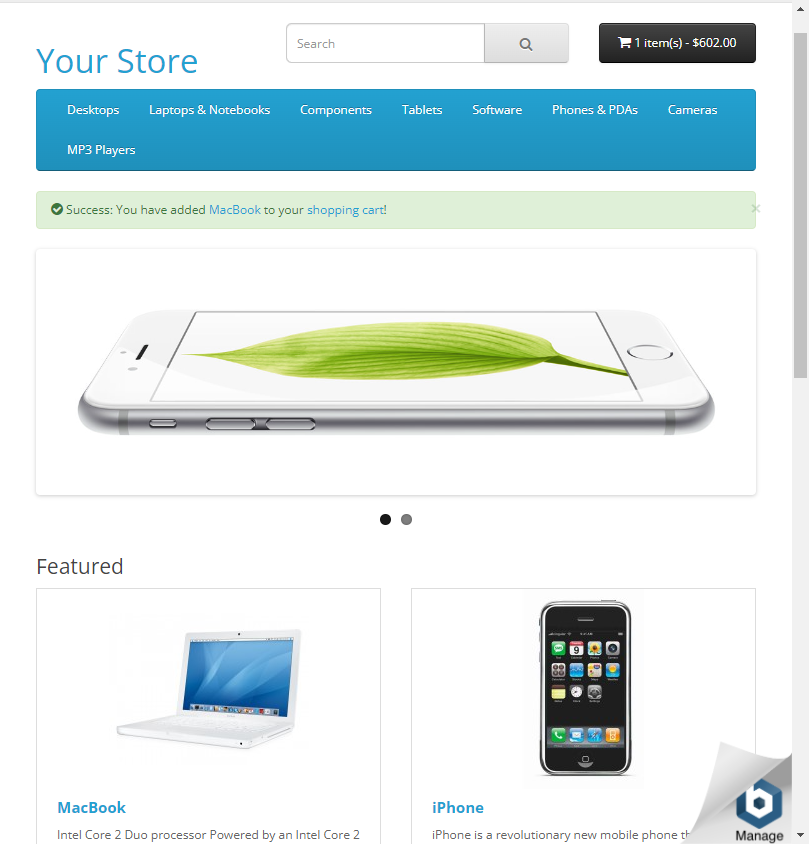 Your Store
Search
1 item(s) - $602.00
Desktops Laptops & Notebooks Components Tablets Software Phones & PDAs Cameras
MP3 Players
Success: You have added MacBook to your shopping cart!
×
Featured
MacBook
Intel Core 2 Duo processor Powered by an Intel Core 2
iPhone
iPhone is a revolutionary new mobile phone
Manage